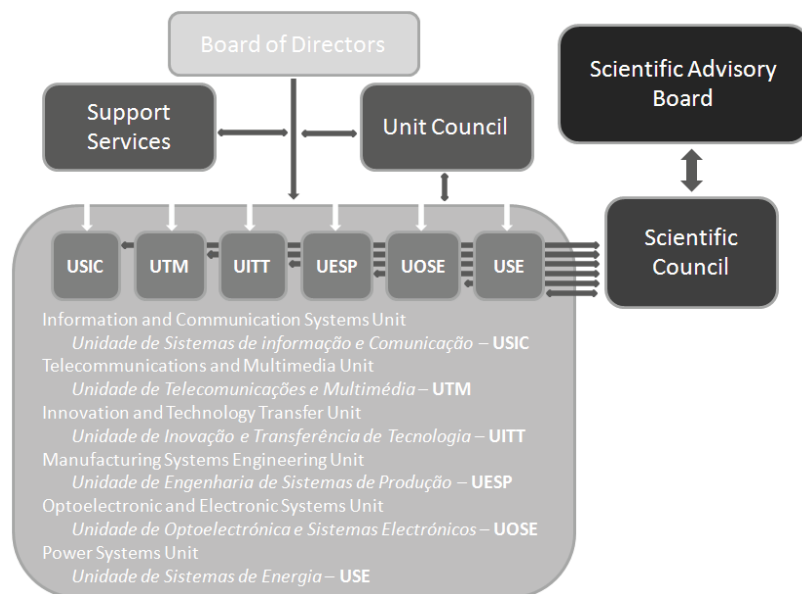 Board of Directors
Scientific Advisory
Board
Support
Services
Unit Council
Scientific
Council
USIC
UTM
UITT
UESP
UOSE
USE
Information and Communication Systems Unit
Unidade de Sistemas de informação e Comunicação – USIC
Telecommunications and Multimedia Unit
Unidade de Telecomunicações e Multimédia – UTM
Innovation and Technology Transfer Unit
Unidade de Inovação e Transferência de Tecnologia – UITT
Manufacturing Systems Engineering Unit
Unidade de Engenharia de Sistemas de Produção – UESP
Optoelectronic and Electronic Systems Unit
Unidade de Optoelectrónica e Sistemas Electrónicos – UOSE
Power Systems Unit
Unidade de Sistemas de Energia – USE